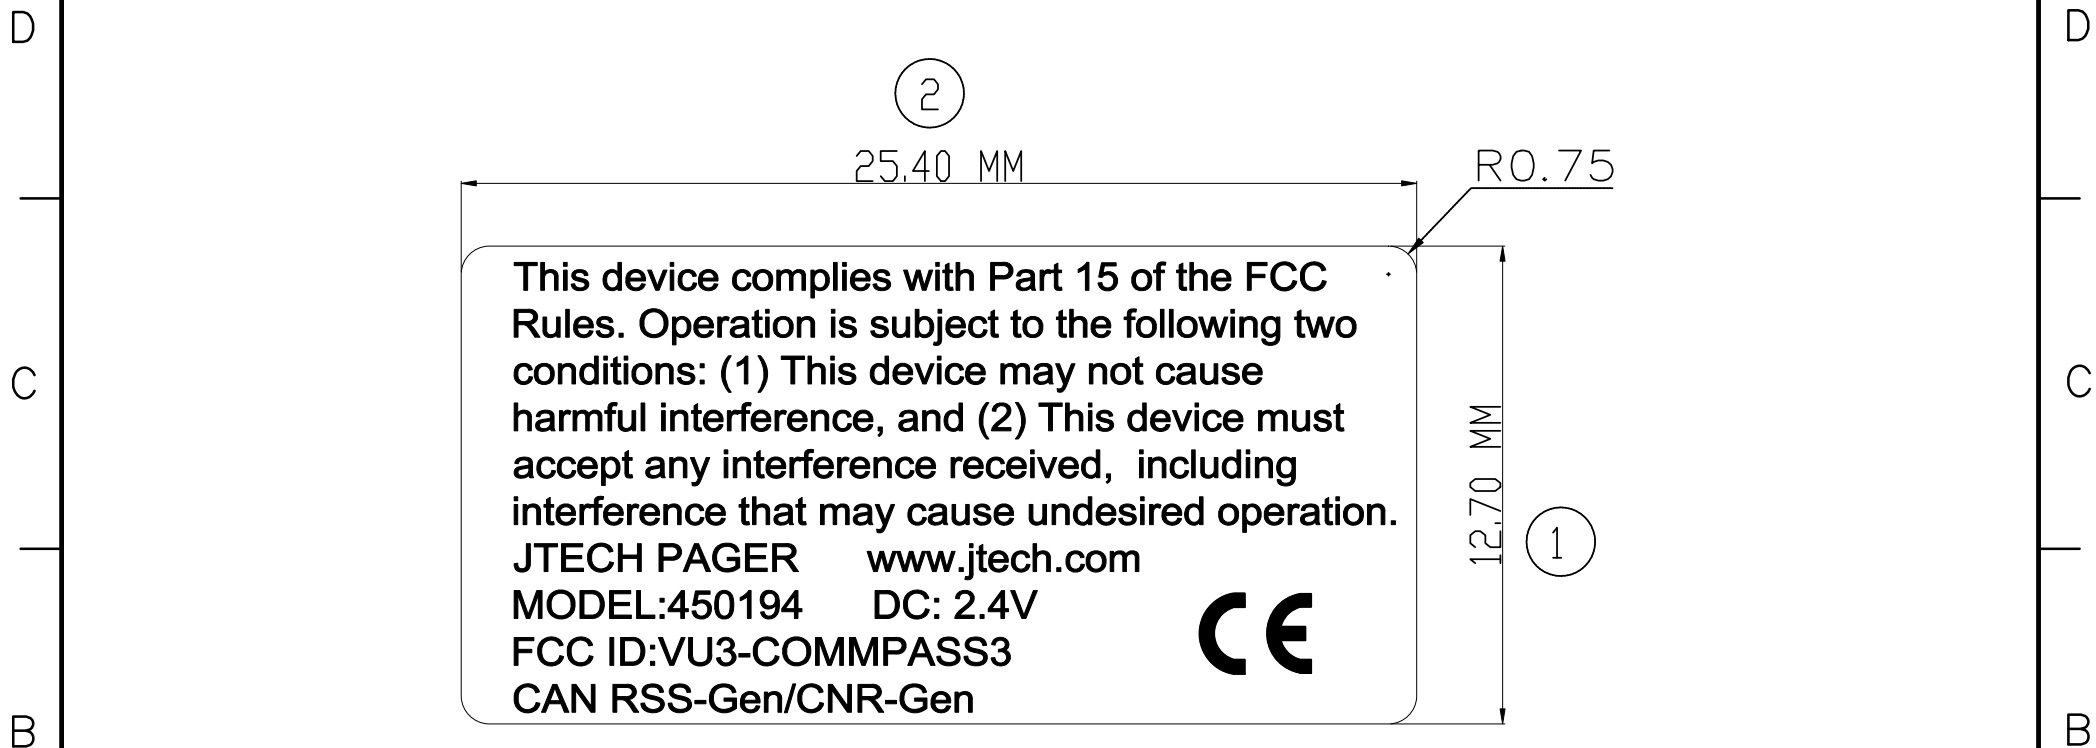 D D
2
25.40 MM
R0.75
This device complies with Part 15 of the FCC
Rules. Operation is subject to the following two
conditions: (1) This device may not cause
harmful interference, and (2) This device must
accept any interference received,  including
interference that may cause undesired operation.
JTECH PAGER www.jtech.com
MODEL:450194 DC: 2.4V
FCC ID:VU3-COMMPASS3
CAN RSS-Gen/CNR-Gen
CE
12.70 MM
1
C C
B B